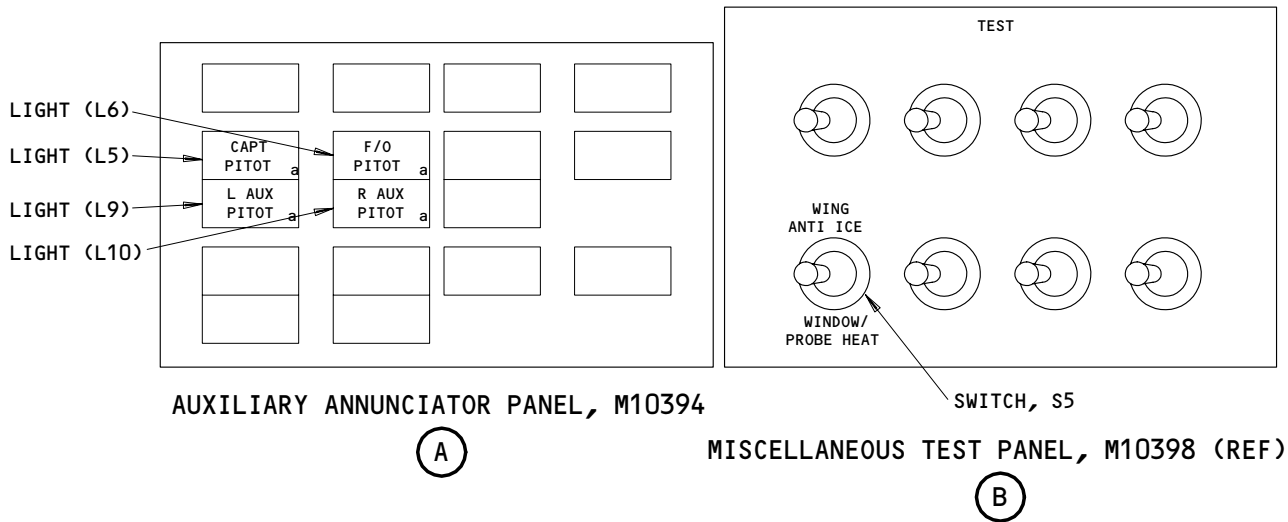 TEST
LIGHT (L6)
LIGHT (L5)
LIGHT (L9)
LIGHT (L10)
CAPT
PITOT a
F/O
PITOT a
L AUX
PITOT a
R AUX
PITOT a
AUXILIARY ANNUNCIATOR PANEL, M10394
A
WING
ANTI ICE
WINDOW/
PROBE HEAT
SWITCH, S5
MISCELLANEOUS TEST PANEL, M10398 (REF)
B